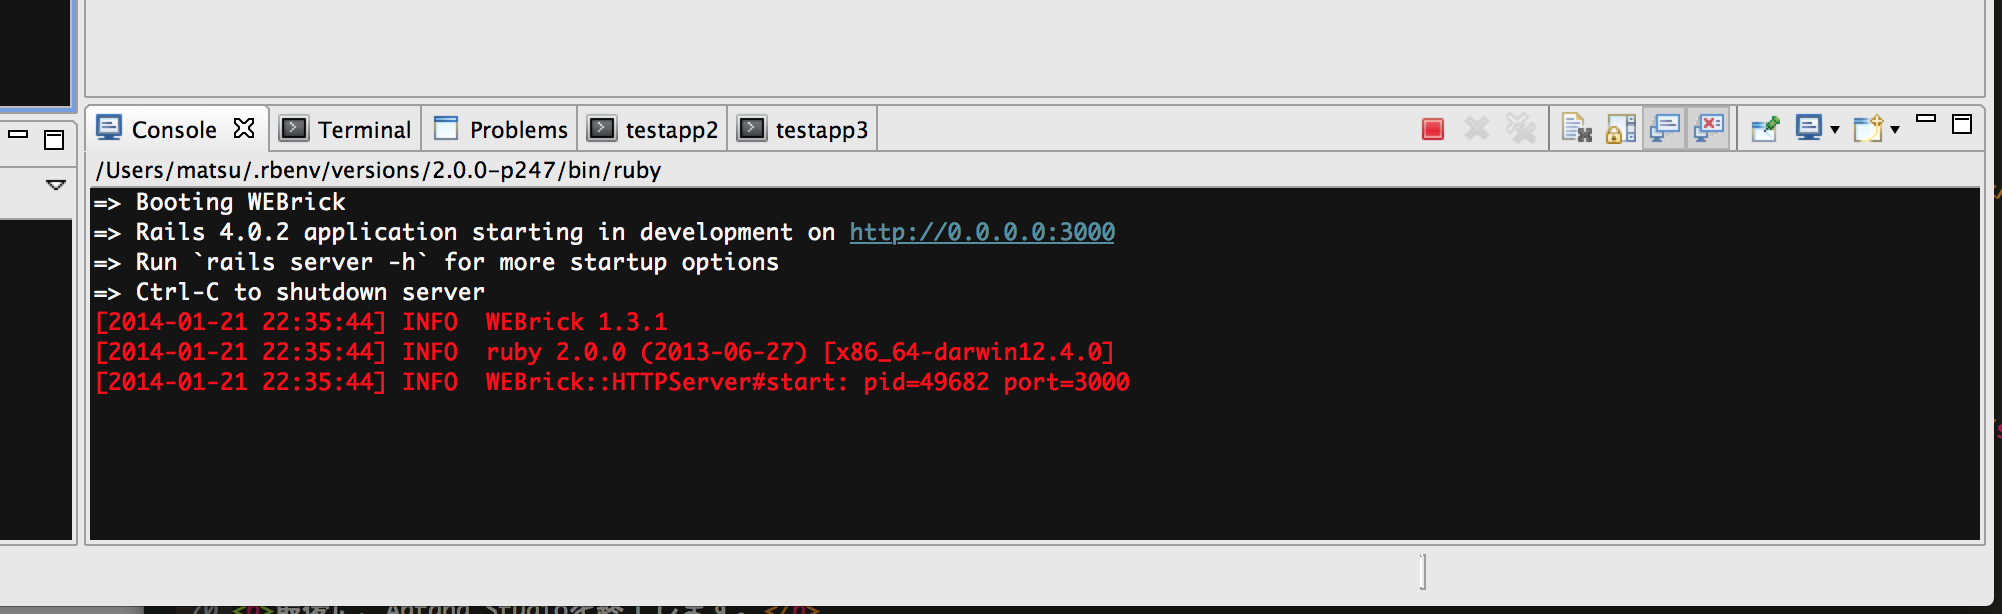 Console Terminal Problems testapp2 testapp3
/Users/matsu/.rbenv/versions/2.0.0-p247/bin/ruby
=> Booting WEBrick
=> Rails 4.0.2 application starting in development on http://0.0.0.0:3000
=> Run `rails server -h` for more startup options
=> Ctrl-C to shutdown server
[2014-01-21 22:35:44] INFO  WEBrick 1.3.1
[2014-01-21 22:35:44] INFO  ruby 2.0.0 (2013-06-27) [x86_64-darwin12.4.0]
[2014-01-21 22:35:44] INFO  WEBrick::HTTPServer#start: pid=49682 port=3000